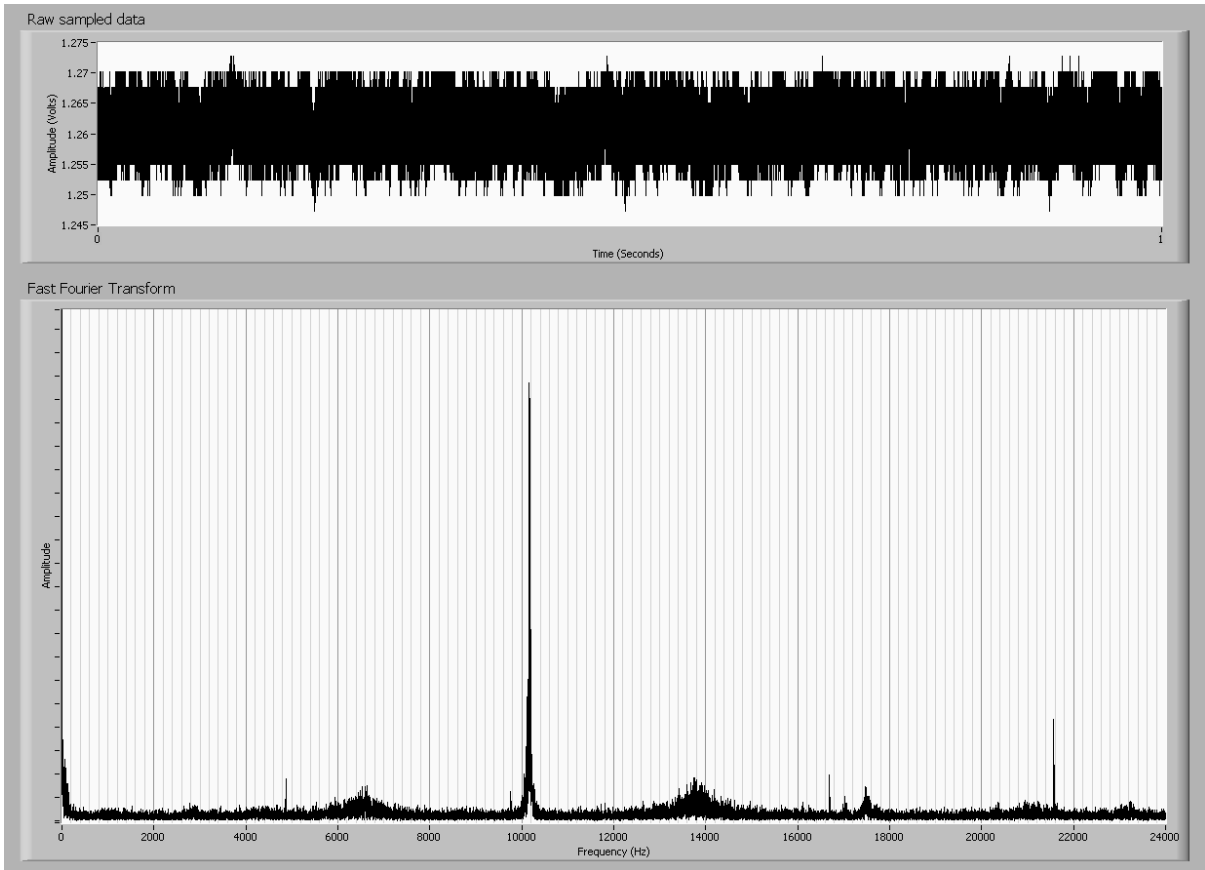 Raw sampled data
1.275
1.27
1.265
1.26
1.255
1.25
1.245
Amplitude (Volts)
0 1
Time (Seconds)
Fast Fourier Transform
Amplitude
0 2000 4000 6000 8000 10000 12000 14000 16000 18000 20000 22000 24000
Frequency (Hz)